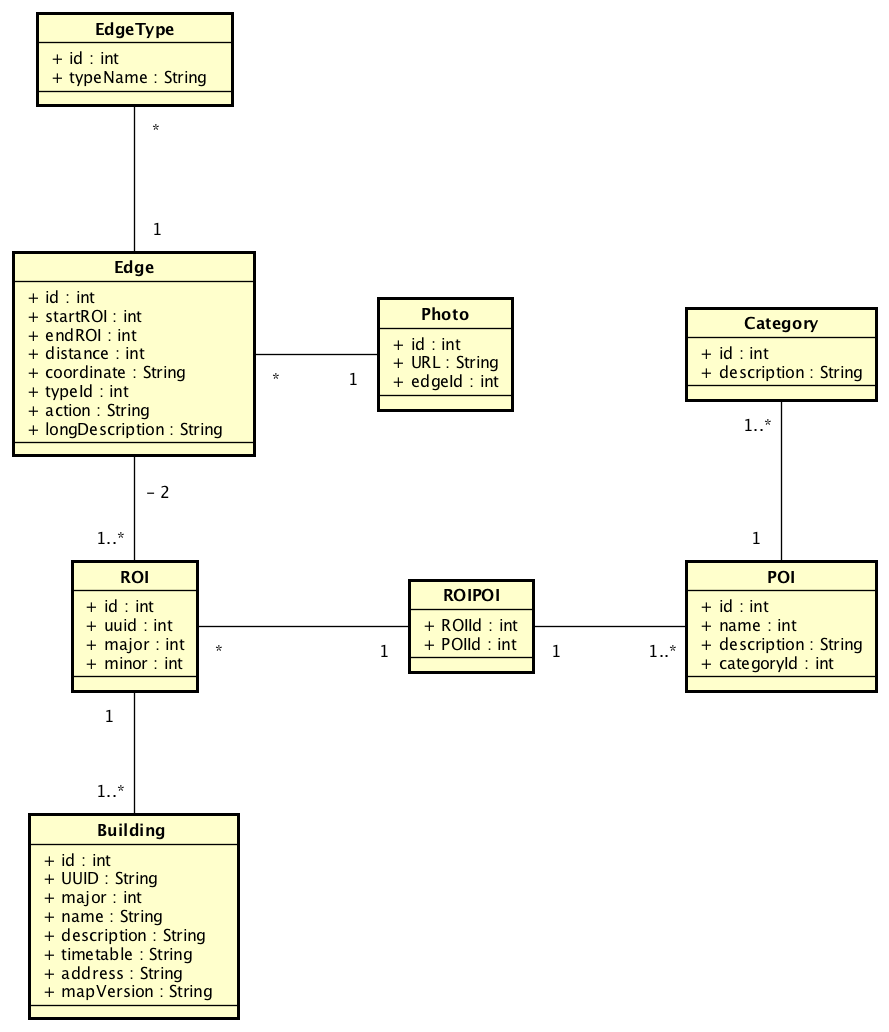 EdgeType
+ id : int
+ typeName : String
*
1
Edge
+ id : int
+ startROI : int
+ endROI : int
+ distance : int
+ coordinate : String
+ typeId : int
+ action : String
+ longDescription : String
*
1
Photo
+ id : int
+ URL : String
+ edgeId : int
Category
+ id : int
+ description : String
1..*
1
- 2
1..*
ROI
+ id : int
+ uuid : int
+ major : int
+ minor : int
*
1
ROIPOI
+ ROIId : int
+ POIId : int
1
1..*
POI
+ id : int
+ name : int
+ description : String
+ categoryId : int
1
1..*
Building
+ id : int
+ UUID : String
+ major : int
+ name : String
+ description : String
+ timetable : String
+ address : String
+ mapVersion : String